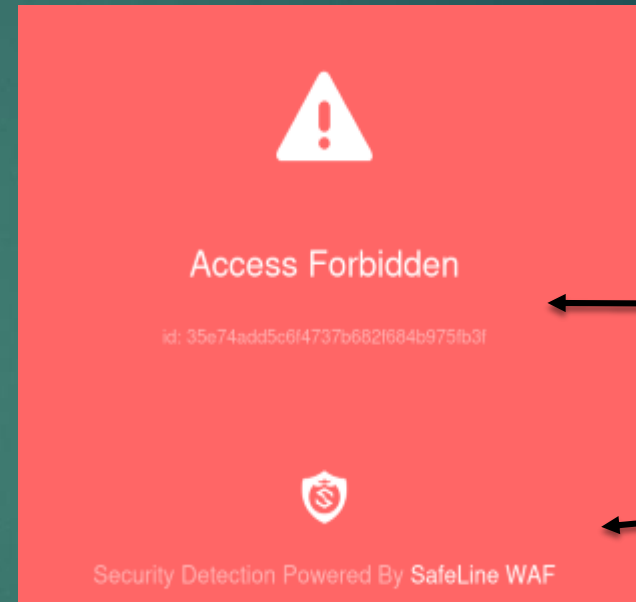 Access Forbidden
id: 35e74add5c6f4737b682f684b975fb3f
Security Detection Powered By SafeLine WAF